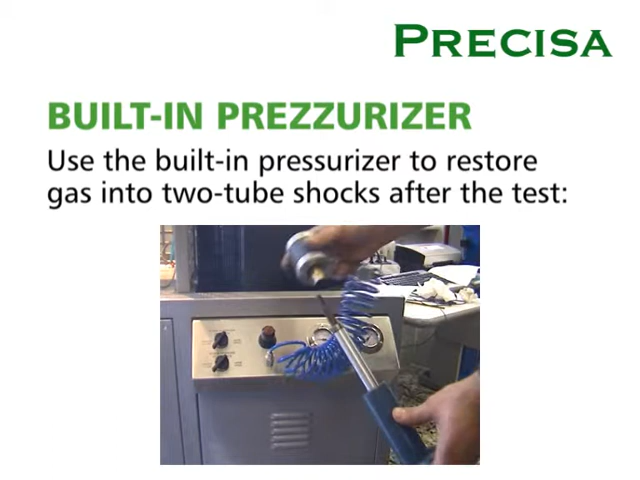 PRECISA
BUILT-IN PREZZURIZER
Use the built-in pressurizer to restore
gas into two-tube shocks after the test: